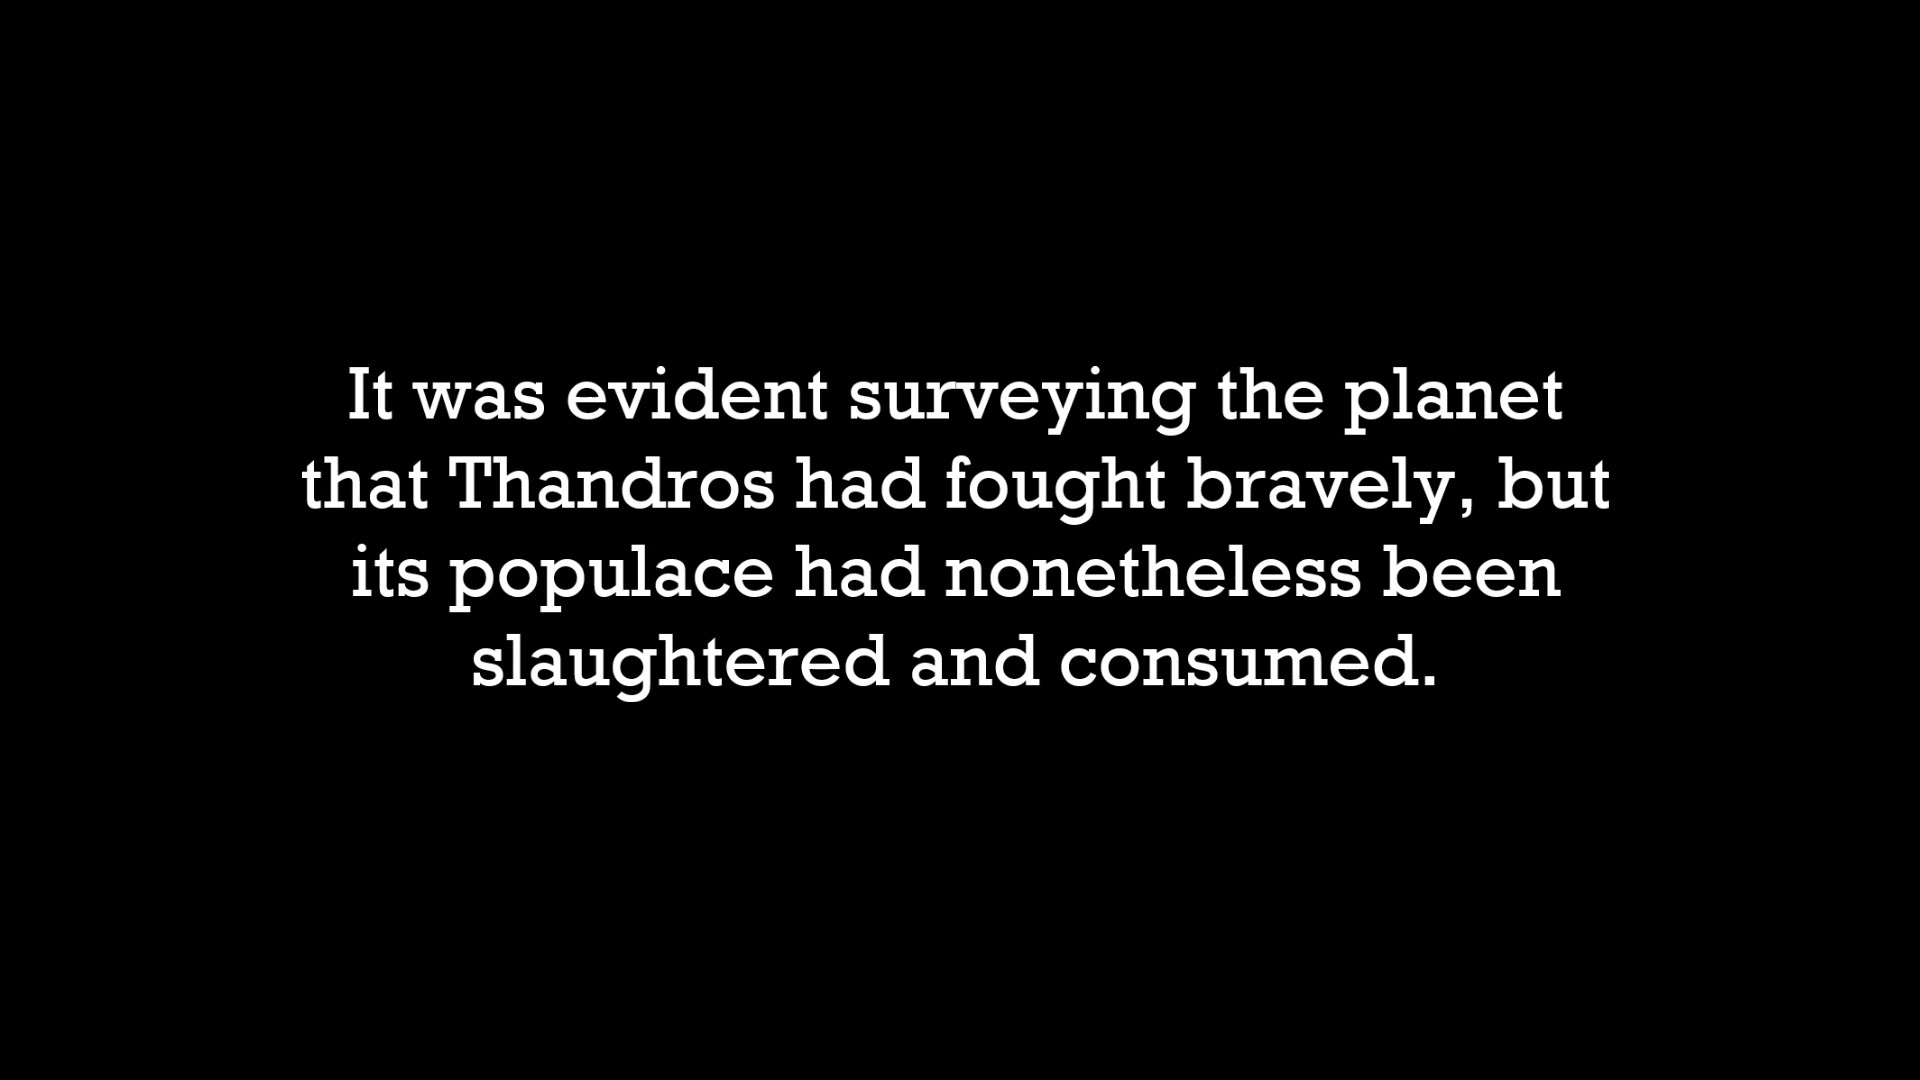 It was evident surveying the planet
that Thandros had fought bravely, but
its populace had nonetheless been
slaughtered and consumed.